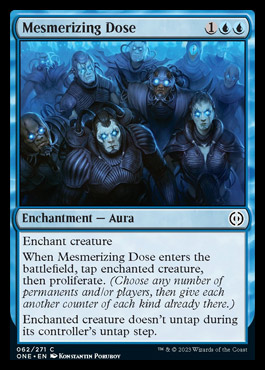 Mesmerizing Dose 1
Enchantment — Aura
Enchant creature
When Mesmerizing Dose enters the
battlefield, tap enchanted creature,
then proliferate. (Choose any number of
permanents and/or players, then give each
another counter of each kind already there.)
Enchanted creature doesn't untap during
its controller's untap step.
062/271 C
ONE • EN Konstantin Porubov
™ & © 2023 Wizards of the Coast